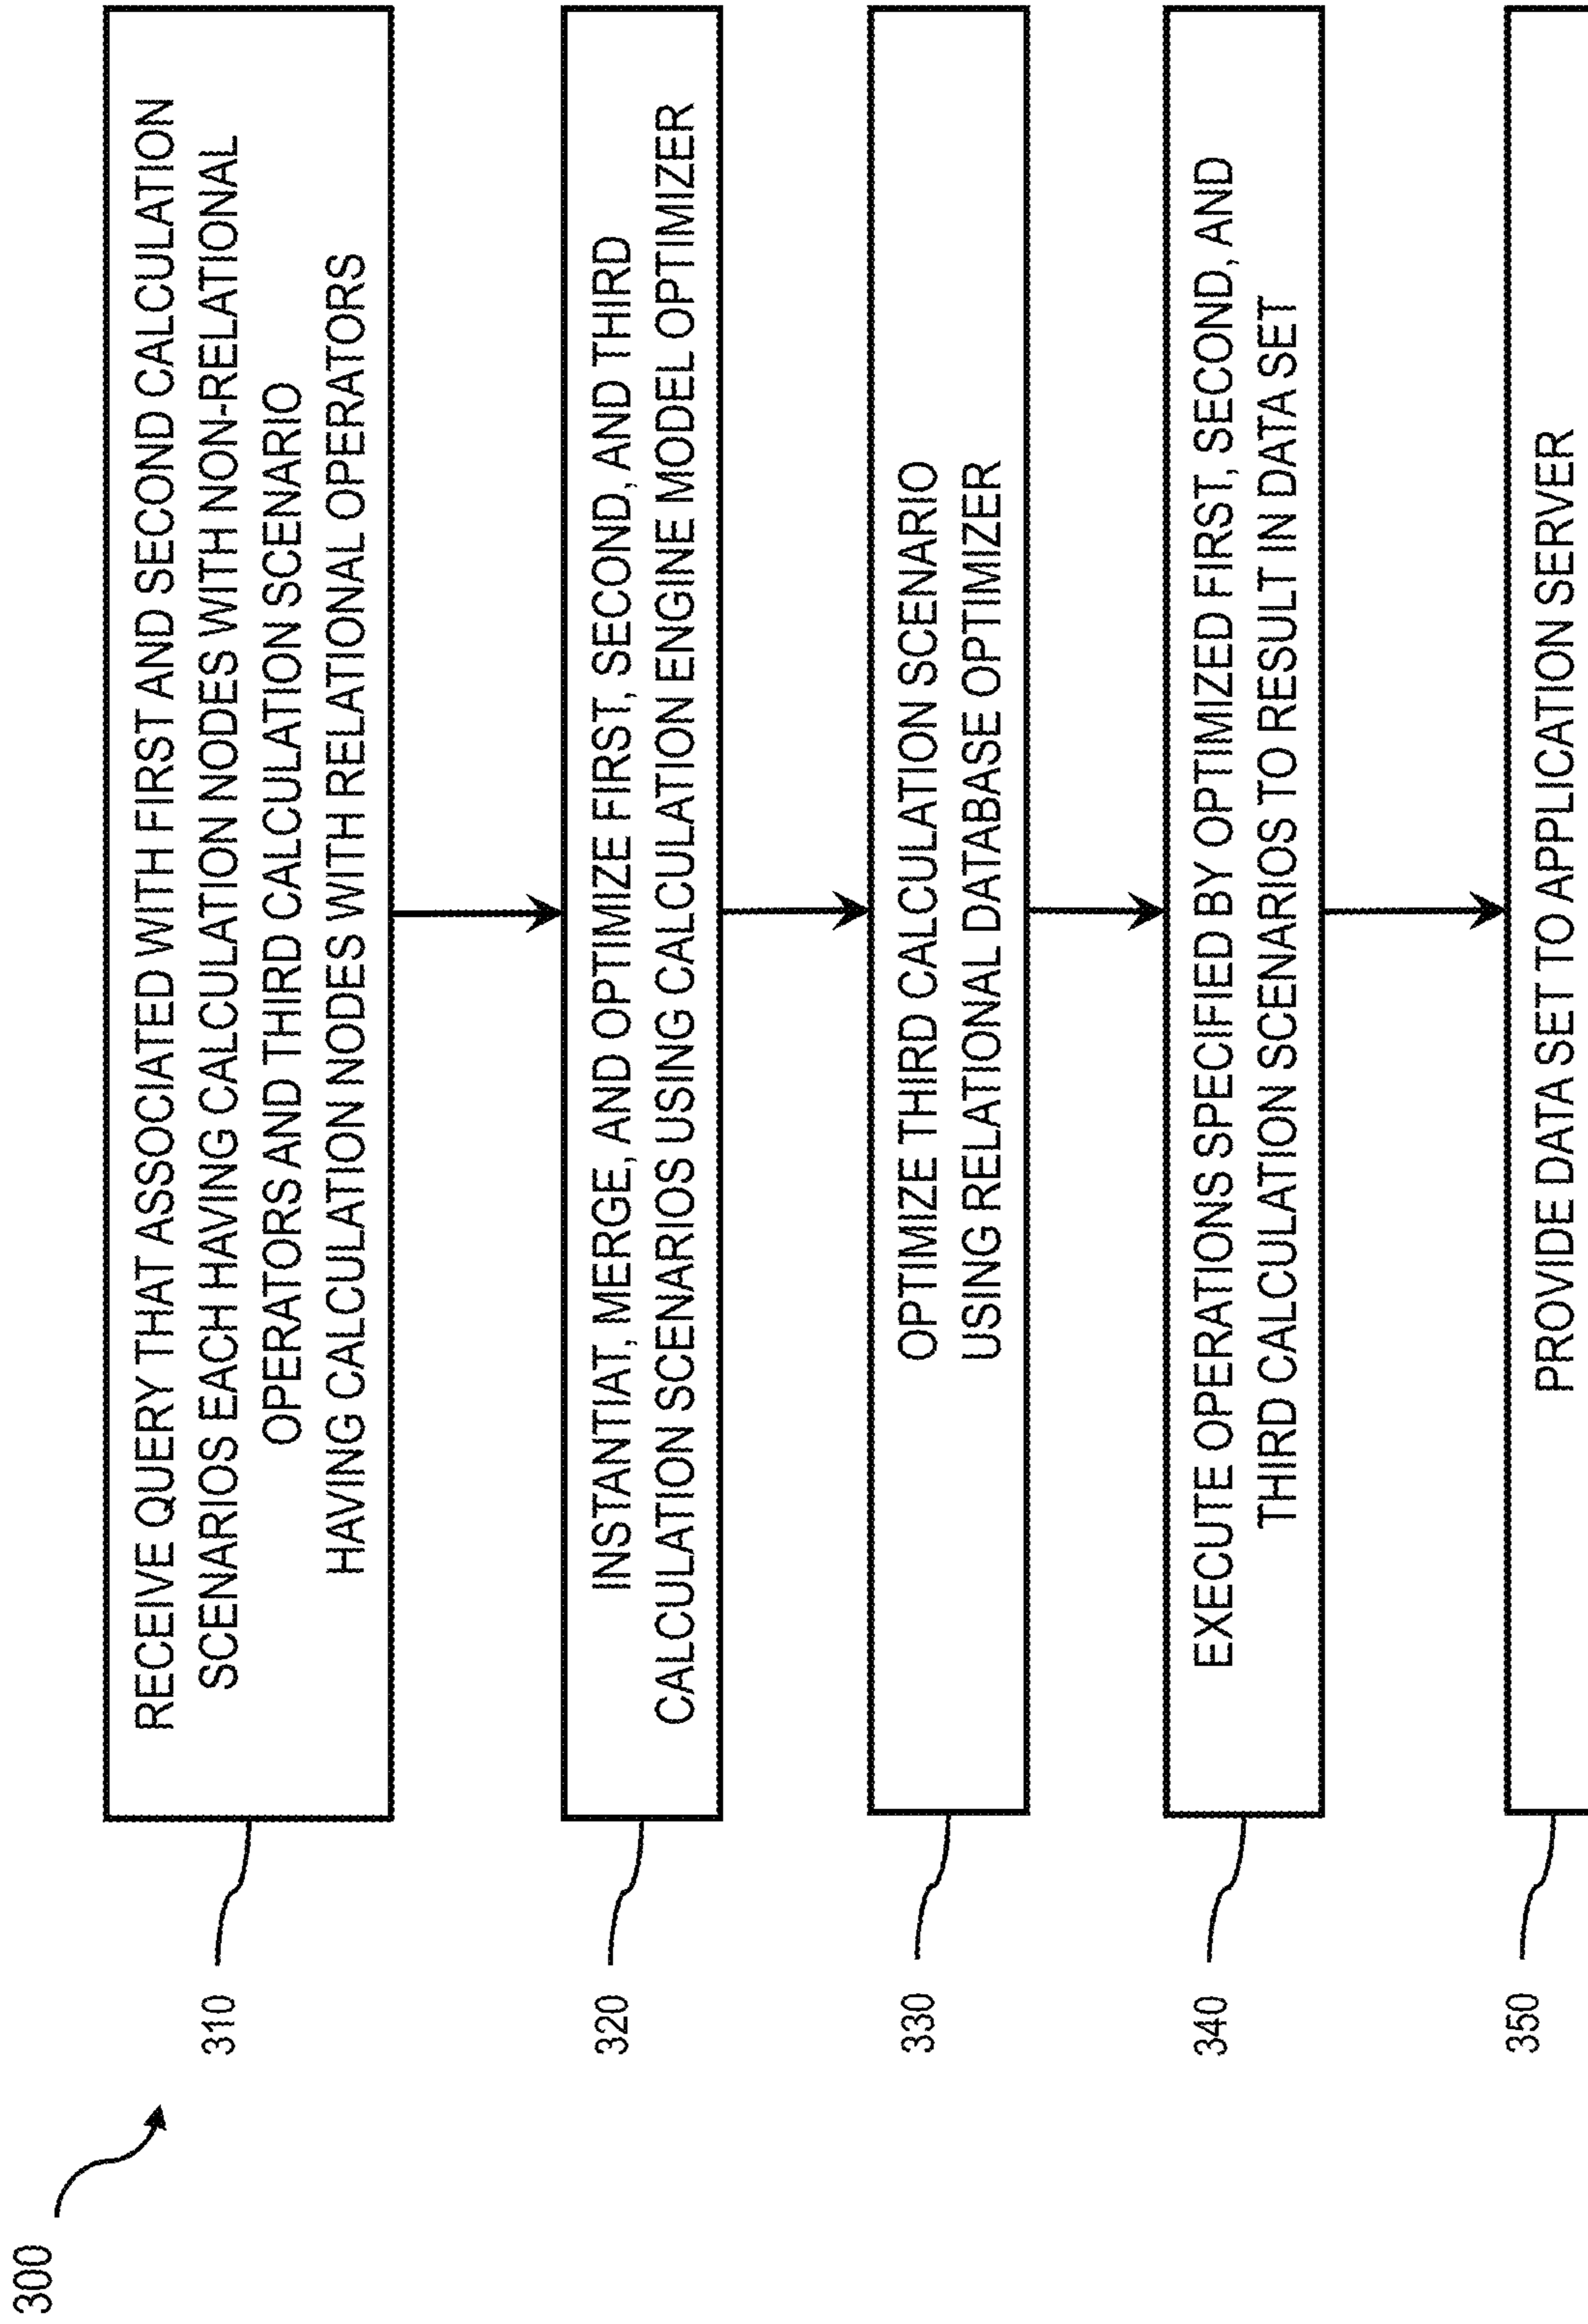 300
310
RECEIVE QUERY THAT ASSOCIATED WITH FIRST AND SECOND CALCULATION
SCENARIOS EACH HAVING CALCULATION NODES WITH NON-RELATIONAL
OPERATORS AND THIRD CALCULATION SCENARIO
HAVING CALCULATION NODES WITH RELATIONAL OPERATORS
320
INSTANTIAT, MERGE, AND OPTIMIZE FIRST, SECOND, AND THIRD
CALCULATION SCENARIOS USING CALCULATION ENGINE MODEL OPTIMIZER
330
OPTIMIZE THIRD CALCULATION SCENARIO
USING RELATIONAL DATABASE OPTIMIZER
340
EXECUTE OPERATIONS SPECIFIED BY OPTIMIZED FIRST, SECOND, AND
THIRD CALCULATION SCENARIOS TO RESULT IN DATA SET
350
PROVIDE DATA SET TO APPLICATION SERVER